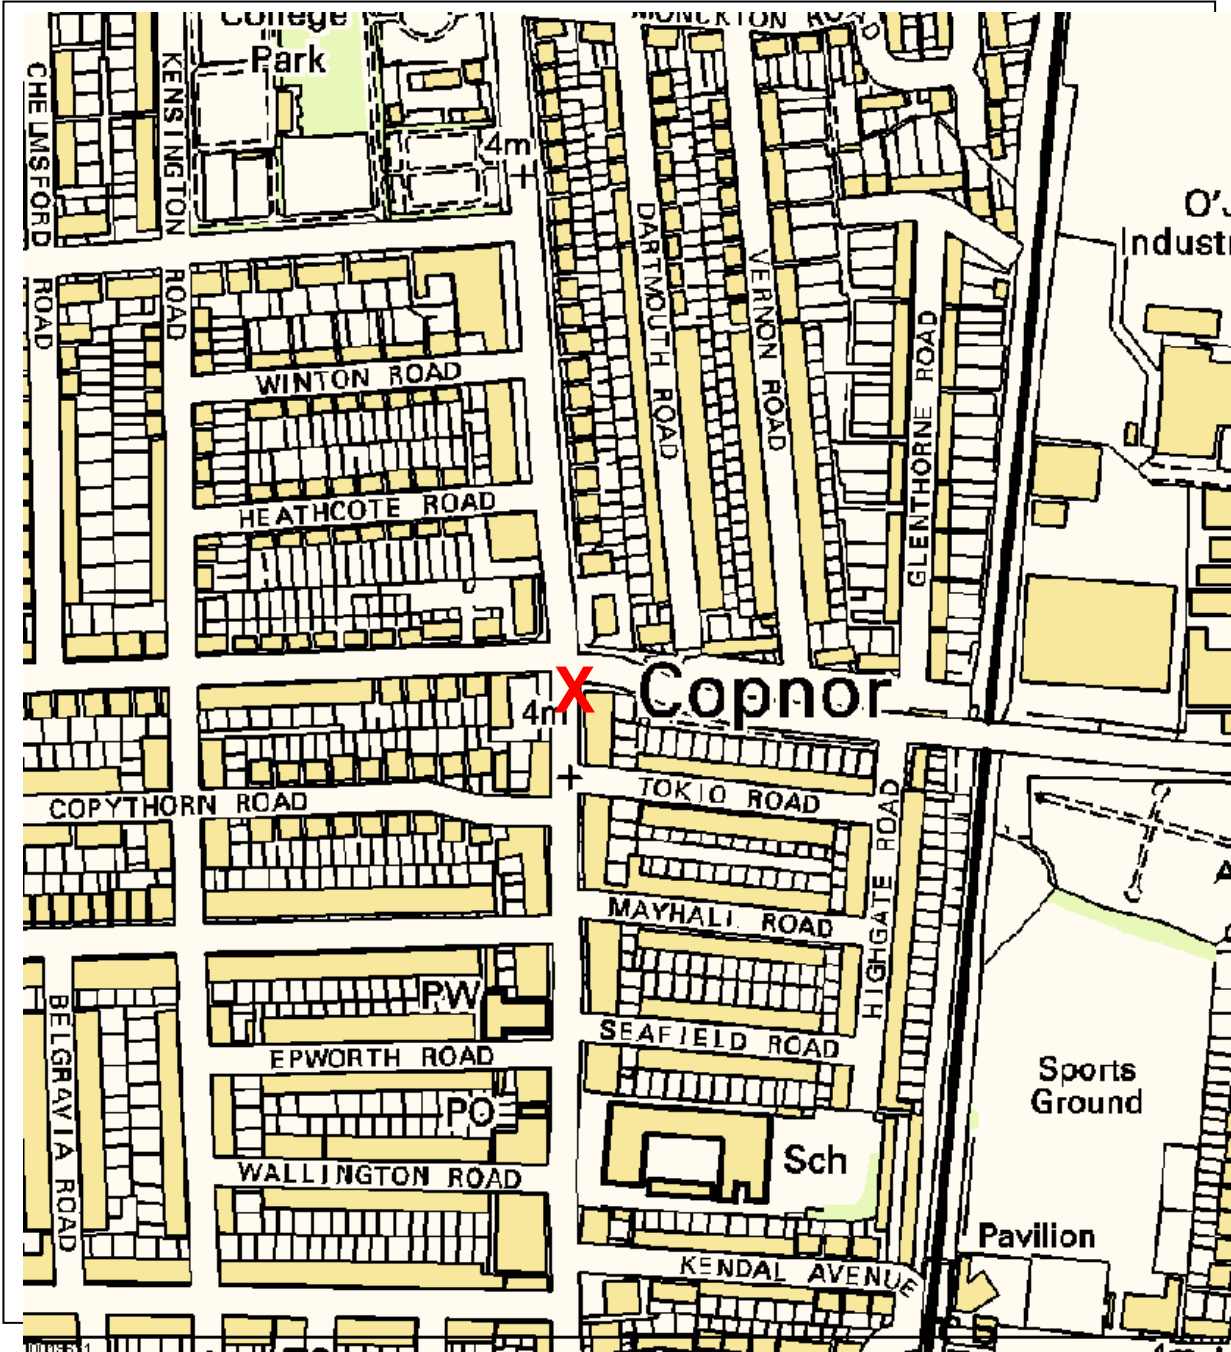 College
Park
MONCKTON ROAD
CHELMSFORD
ROAD
KENSINGTON
ROAD
4m
DARTMOUTH ROAD
VERNON ROAD
GLENTHORNE ROAD
O'J
Industr
WINTON ROAD
HEATHCOTE ROAD
X
Copnor
4m
COPYTHORN ROAD
TOKIO ROAD
HIGHGATE ROAD
MAYHALL ROAD
BELGRAVIA ROAD
PW
EPWORTH ROAD
SEAFIELD ROAD
Sports
Ground
PO
Sch
WALLINGTON ROAD
Pavilion
KENDAL AVENUE
4m